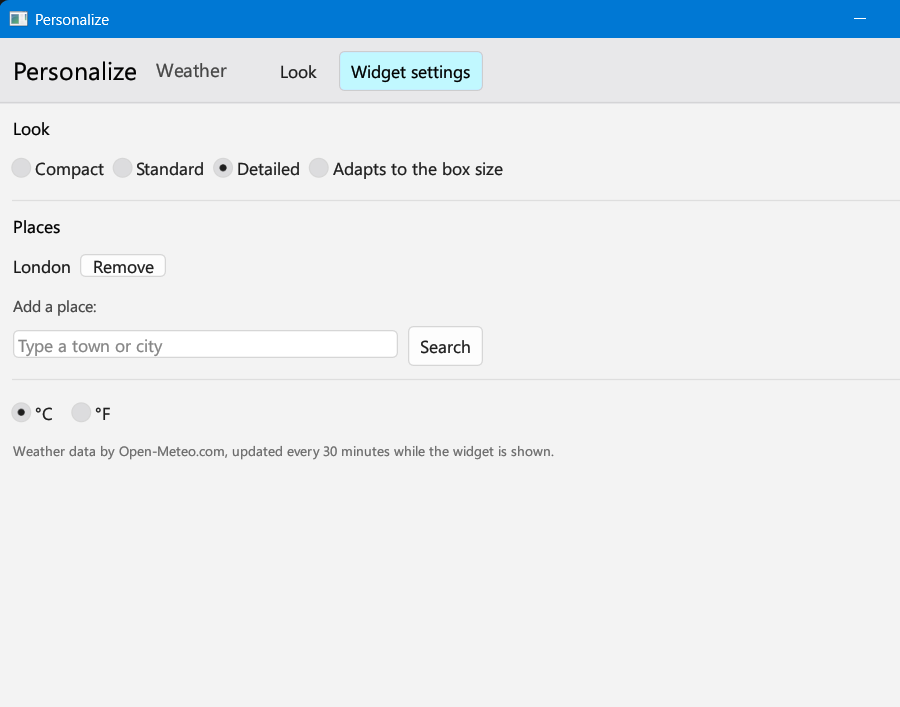 Personalize
Personalize Weather Look Widget settings
Look
Compact Standard Detailed Adapts to the box size
Places
London Remove
Add a place:
Type a town or city Search
°C °F
Weather data by Open-Meteo.com, updated every 30 minutes while the widget is shown.